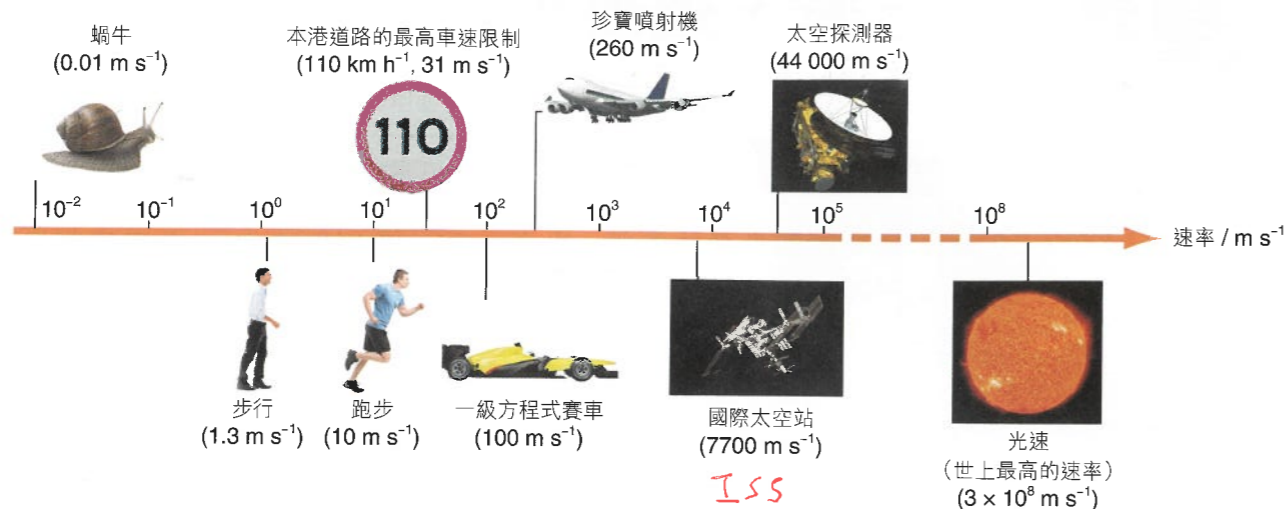 蝸牛
(0.01 m s⁻¹)
本港道路的最高車速限制
(110 km h⁻¹, 31 m s⁻¹)
110
珍寶噴射機
(260 m s⁻¹)
太空探測器
(44 000 m s⁻¹)
10⁻² 10⁻¹ 10⁰ 10¹ 10² 10³ 10⁴ 10⁵ 10⁸
速率 / m s⁻¹
步行
(1.3 m s⁻¹)
跑步
(10 m s⁻¹)
一級方程式賽車
(100 m s⁻¹)
國際太空站
(7700 m s⁻¹)
ISS
光速
（世上最高的速率）
(3 × 10⁸ m s⁻¹)